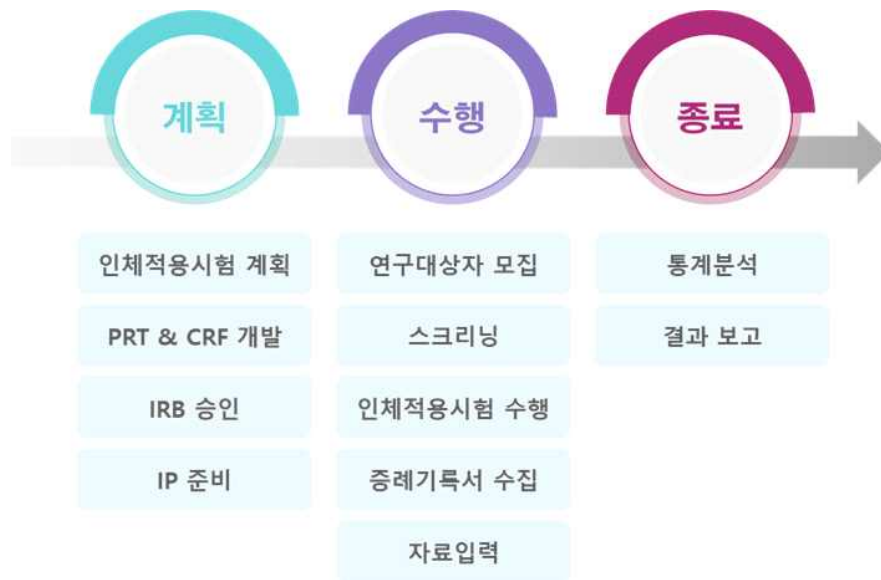 계획
수행
종료
인체적용시험 계획
PRT & CRF 개발
IRB 승인
IP 준비
연구대상자 모집
스크리닝
인체적용시험 수행
증례기록서 수집
자료입력
통계분석
결과 보고